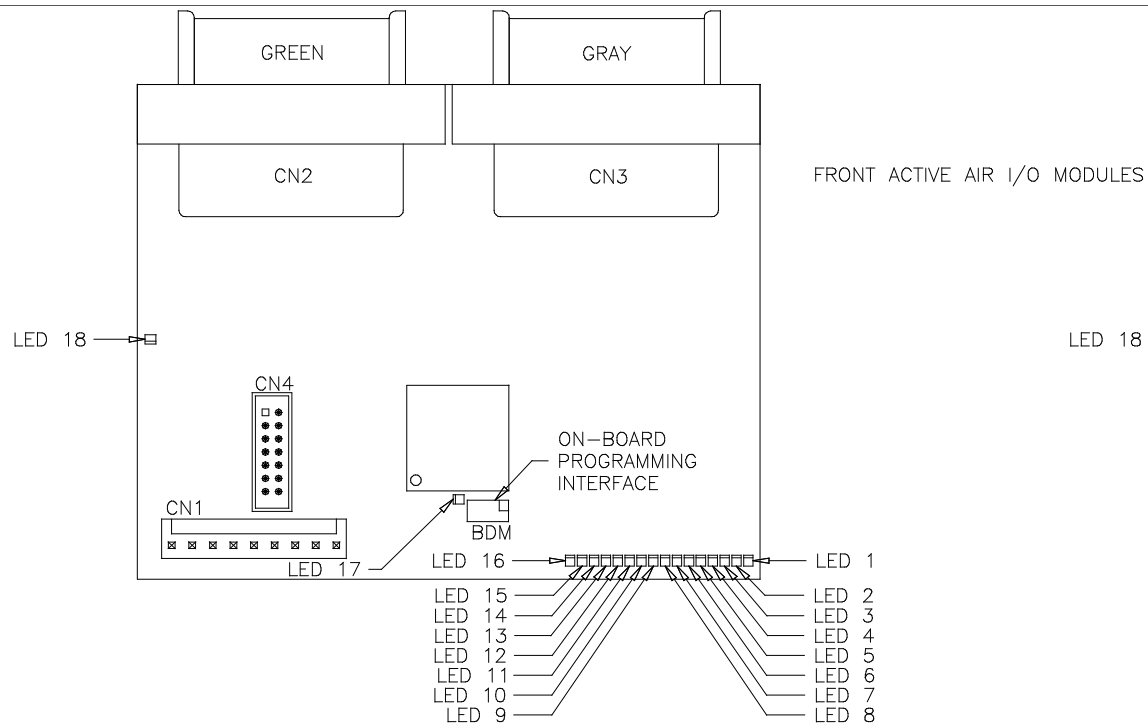 GREEN
GRAY
CN2
CN3
FRONT ACTIVE AIR I/O MODULES
LED 18
LED 18
CN4
ON-BOARD
PROGRAMMING
INTERFACE
CN1
BDM
LED 17
LED 16
LED 1
LED 15
LED 2
LED 14
LED 3
LED 13
LED 4
LED 12
LED 5
LED 11
LED 6
LED 10
LED 7
LED 9
LED 8